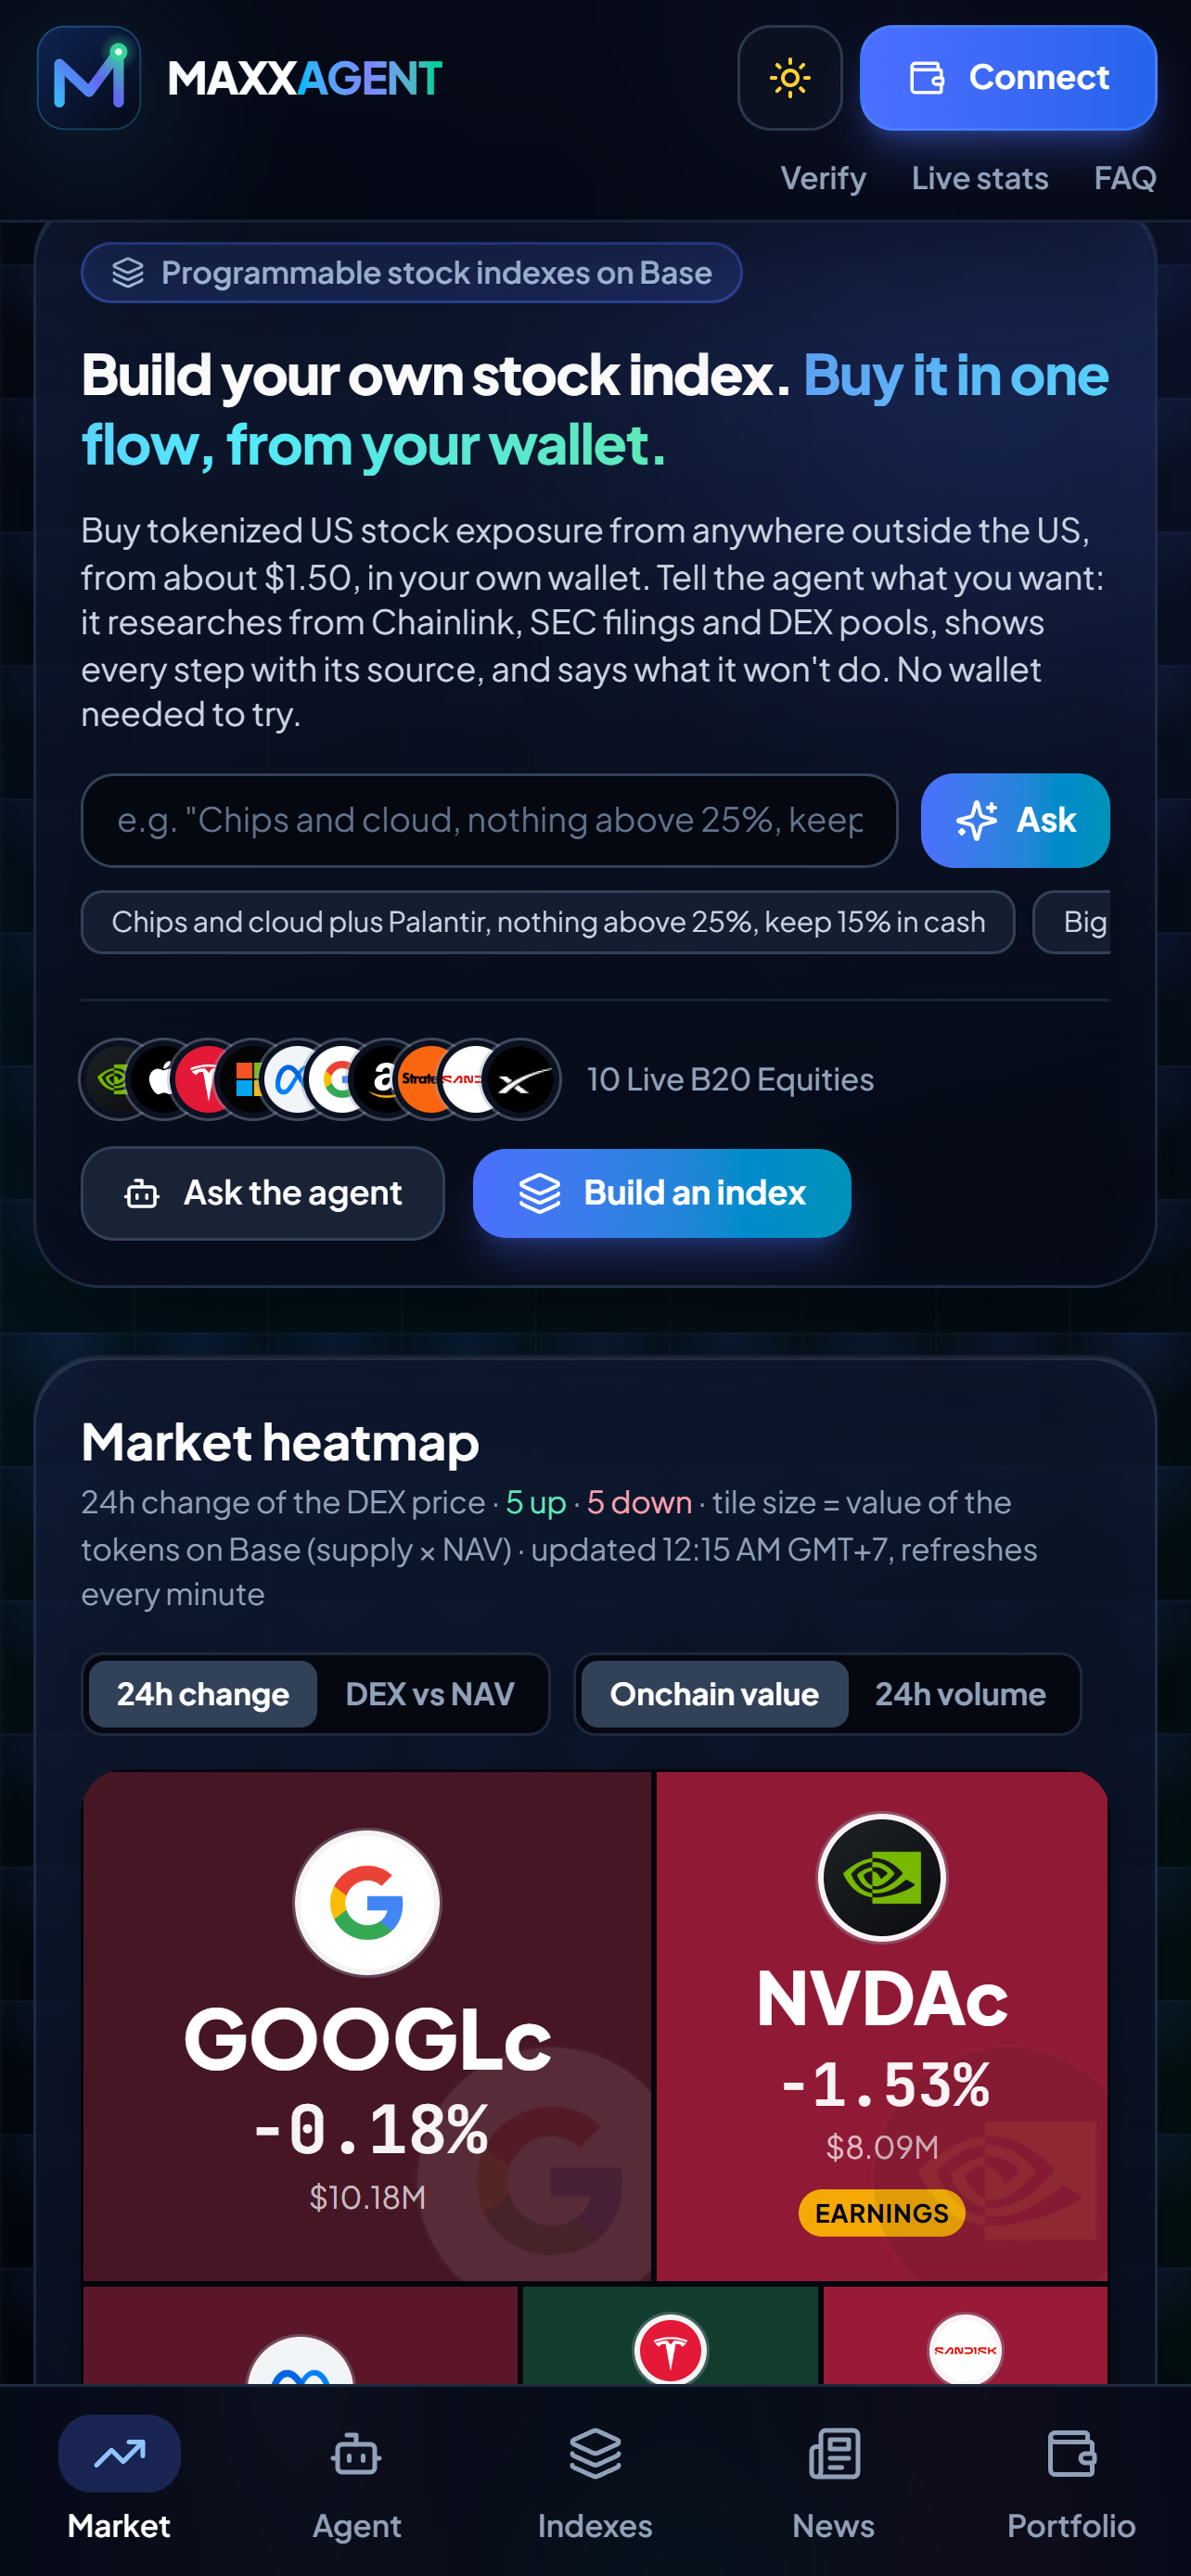 MAXXAGENT
Connect
Verify Live stats FAQ
Programmable stock indexes on Base
Build your own stock index. Buy it in one
flow, from your wallet.
Buy tokenized US stock exposure from anywhere outside the US,
from about $1.50, in your own wallet. Tell the agent what you want:
it researches from Chainlink, SEC filings and DEX pools, shows
every step with its source, and says what it won't do. No wallet
needed to try.
e.g. "Chips and cloud, nothing above 25%, keep
Ask
Chips and cloud plus Palantir, nothing above 25%, keep 15% in cash
Big
10 Live B20 Equities
Ask the agent
Build an index
Market heatmap
24h change of the DEX price · 5 up · 5 down · tile size = value of the
tokens on Base (supply × NAV) · updated 12:15 AM GMT+7, refreshes
every minute
24h change DEX vs NAV Onchain value 24h volume
GOOGLc
-0.18%
$10.18M
NVDAc
-1.53%
$8.09M
EARNINGS
SANDISK
Market Agent Indexes News Portfolio